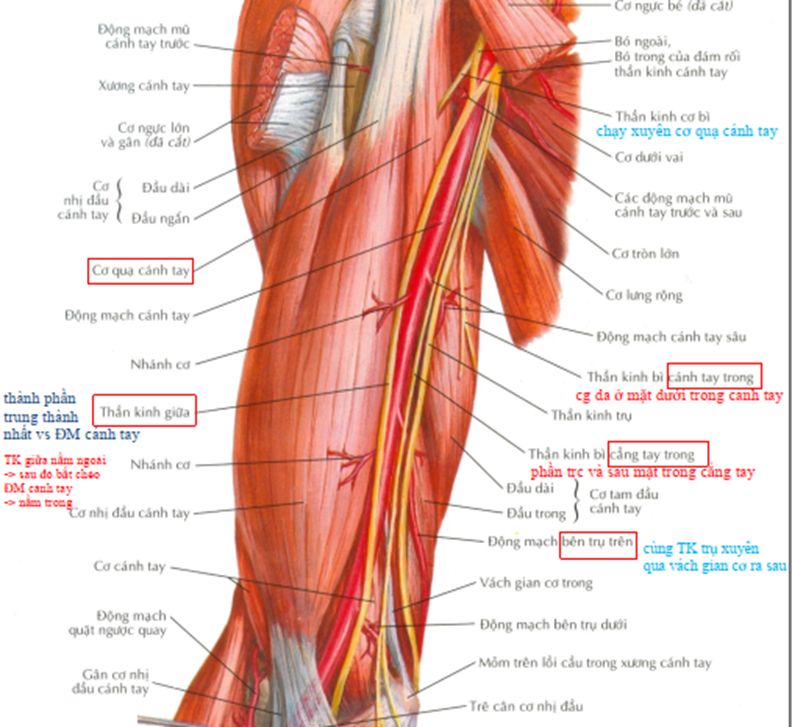 Cơ ngực bé (đã cắt)
Động mạch mũ
cánh tay trước
Xương cánh tay
Cơ ngực lớn
và gân (đã cắt)
Cơ
nhị đầu
cánh tay
Đầu dài
Đầu ngắn
Cơ quạ cánh tay
Động mạch cánh tay
Nhánh cơ
thành phần
trung thành
nhất vs ĐM cánh tay
Thần kinh giữa
TK giữa nằm ngoài
-> sau đó bắt chéo
ĐM cánh tay
-> nằm trong
Nhánh cơ
Cơ nhị đầu cánh tay
Cơ cánh tay
Động mạch
quặt ngược quay
Gân cơ nhị
đầu cánh tay
Bó ngoài,
Bó trong của đám rối
thần kinh cánh tay
Thần kinh cơ bì
chạy xuyên cơ quạ cánh tay
Cơ dưới vai
Các động mạch mũ
cánh tay trước và sau
Cơ tròn lớn
Cơ lưng rộng
Động mạch cánh tay sâu
Thần kinh bì cánh tay trong
cg da ở mặt dưới trong cánh tay
Thần kinh trụ
Thần kinh bì cẳng tay trong
phần trc và sau mặt trong cẳng tay
Đầu dài
Đầu trong
Cơ tam đầu
cánh tay
Động mạch bên trụ trên
cùng TK trụ xuyên
qua vách gian cơ ra sau
Vách gian cơ trong
Động mạch bên trụ dưới
Mỏm trên lồi cầu trong xương cánh tay
Trẽ cân cơ nhị đầu